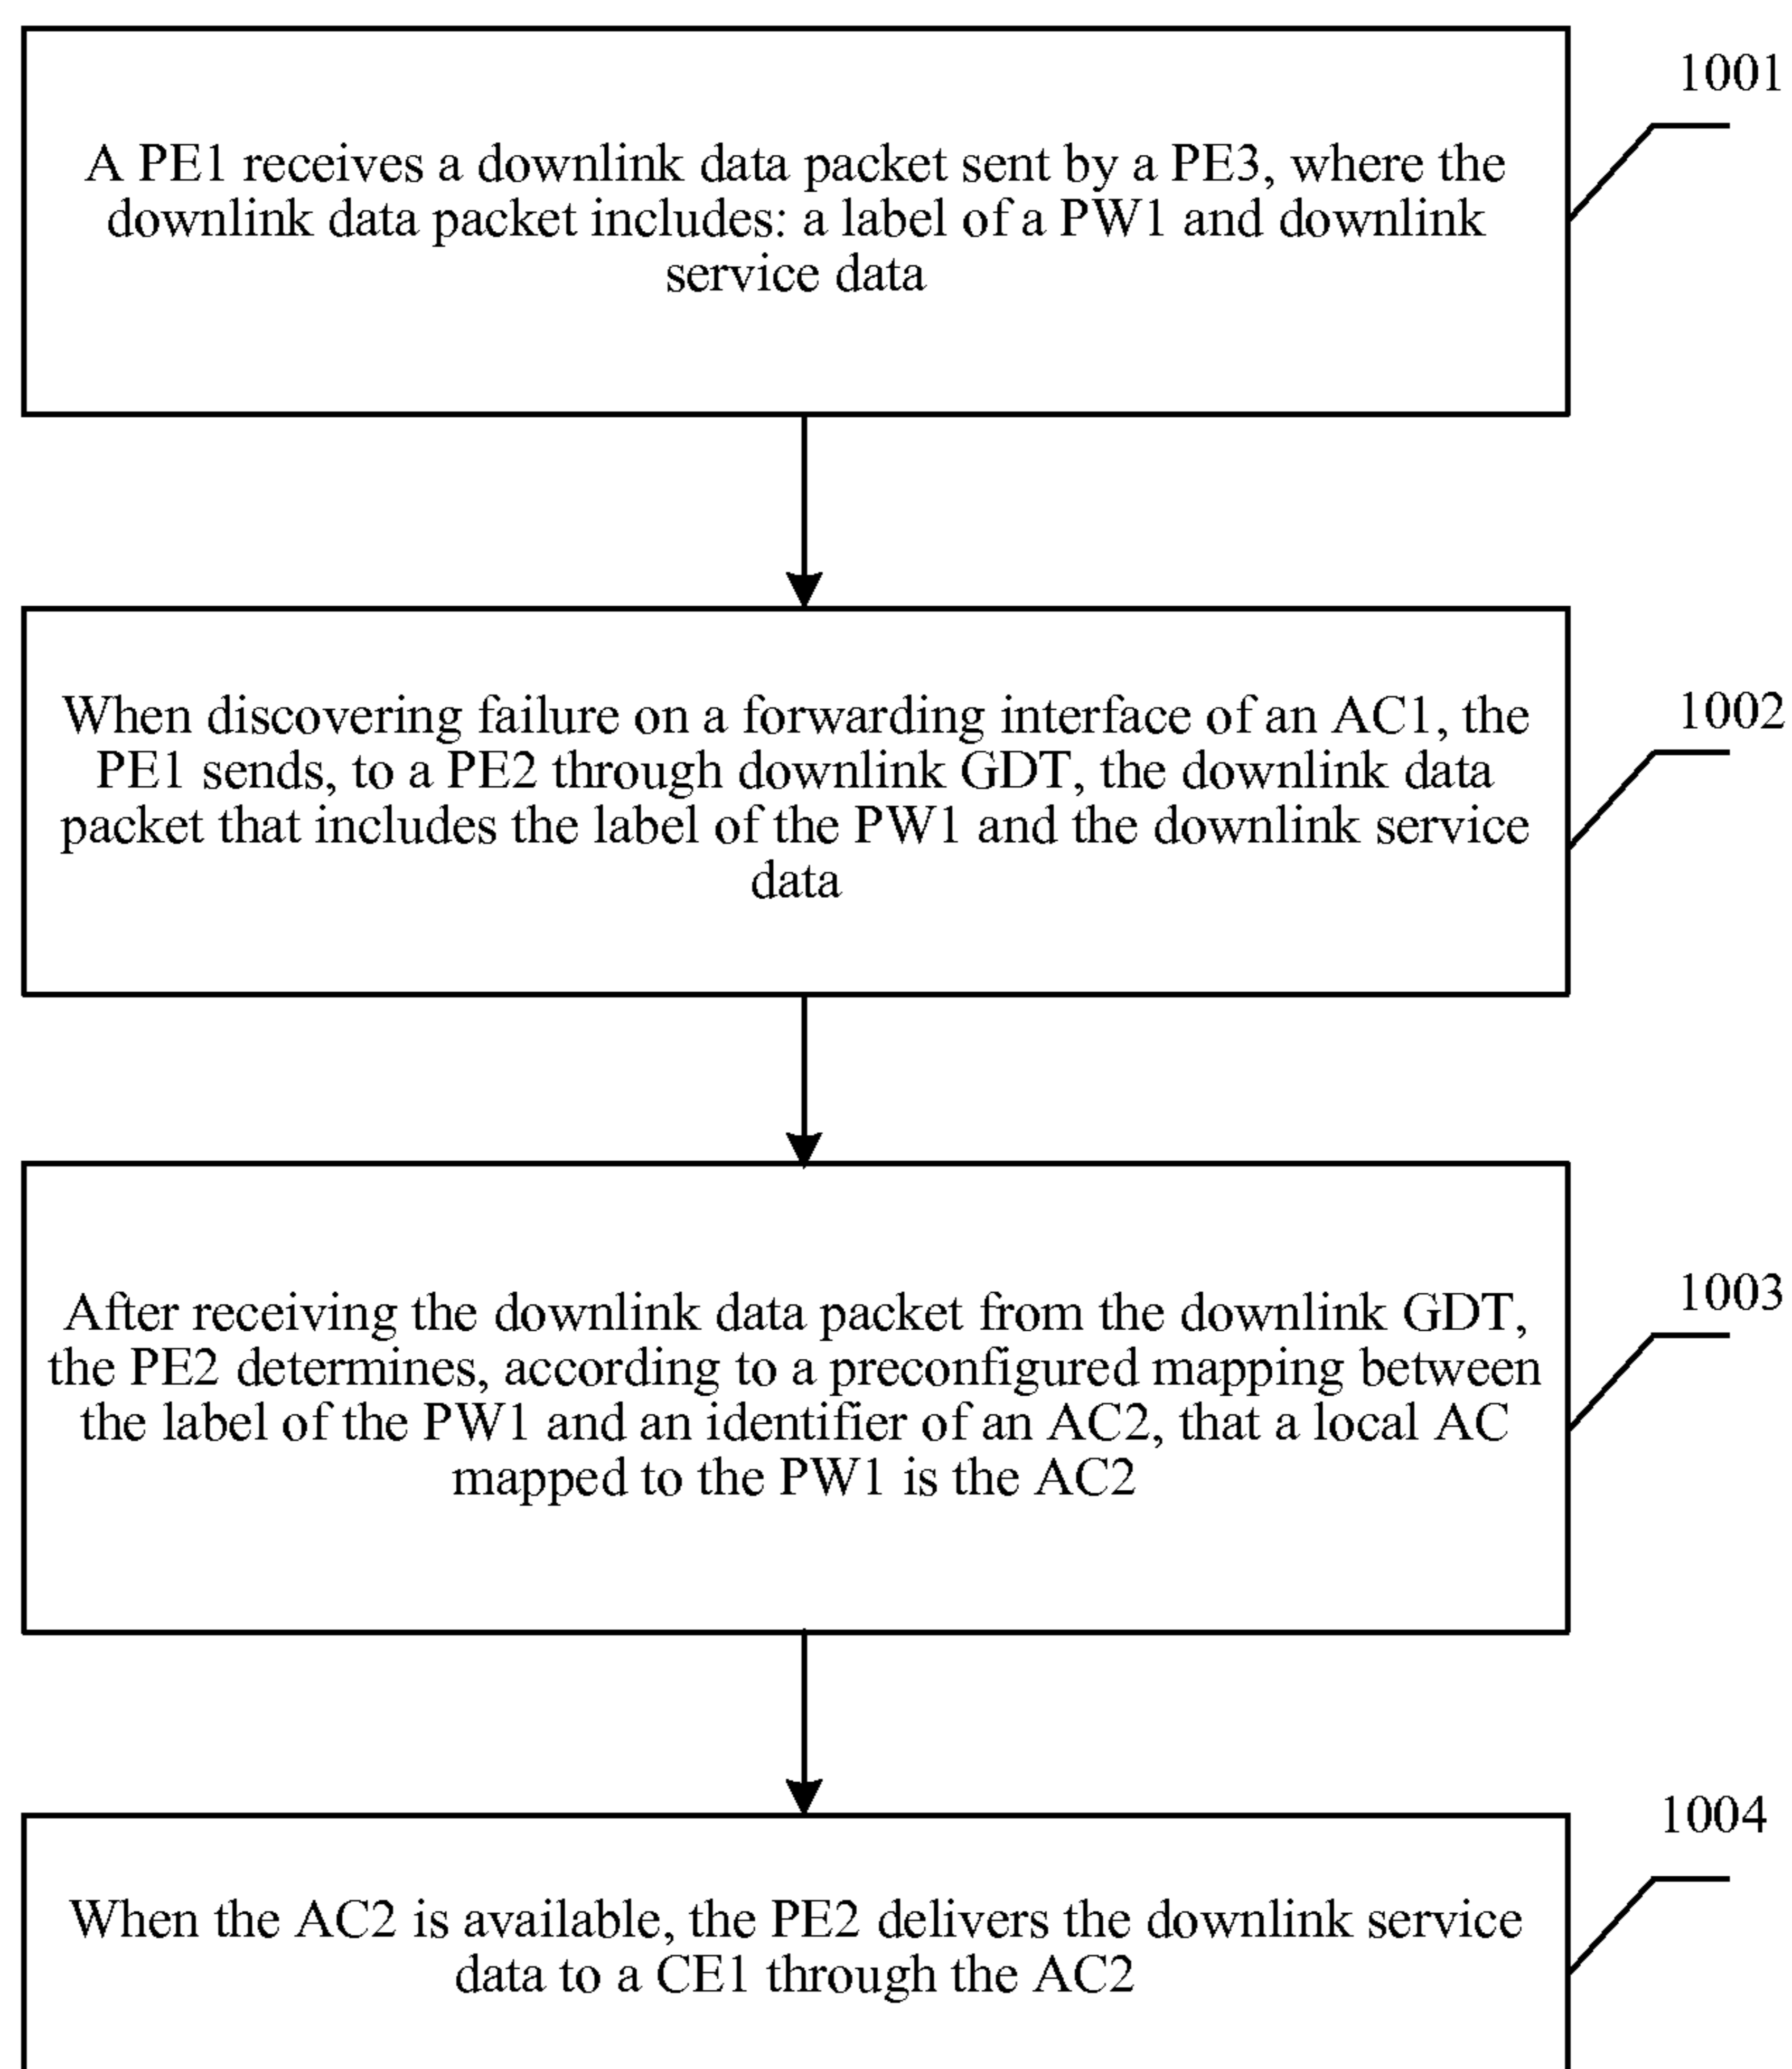 1001
A PE1 receives a downlink data packet sent by a PE3, where the
downlink data packet includes: a label of a PW1 and downlink
service data
1002
When discovering failure on a forwarding interface of an AC1, the
PE1 sends, to a PE2 through downlink GDT, the downlink data
packet that includes the label of the PW1 and the downlink service
data
1003
After receiving the downlink data packet from the downlink GDT,
the PE2 determines, according to a preconfigured mapping between
the label of the PW1 and an identifier of an AC2, that a local AC
mapped to the PW1 is the AC2
1004
When the AC2 is available, the PE2 delivers the downlink service
data to a CE1 through the AC2